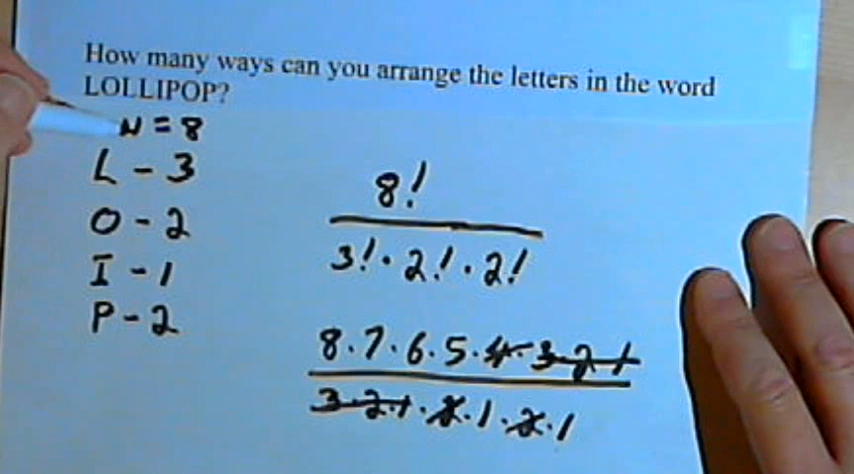 How many ways can you arrange the letters in the word
LOLLIPOP?
N = 8
L - 3
O - 2
I - 1
P - 2
8!
3! · 2! · 2!
8 · 7 · 6 · 5 · 4 · 3 · 2 · 1
3 · 2 · 1 · 2 · 1 · 2 · 1